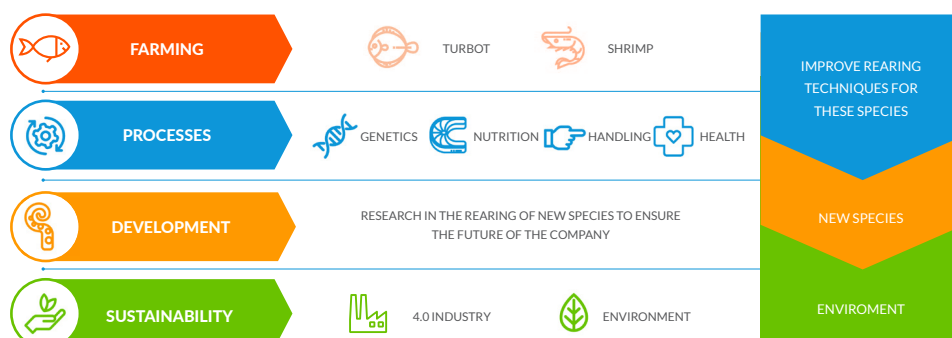 FARMING
TURBOT
SHRIMP
IMPROVE REARING
TECHNIQUES FOR
THESE SPECIES
PROCESSES
GENETICS
NUTRITION
HANDLING
HEALTH
DEVELOPMENT
RESEARCH IN THE REARING OF NEW SPECIES TO ENSURE
THE FUTURE OF THE COMPANY
NEW SPECIES
SUSTAINABILITY
4.0 INDUSTRY
ENVIRONMENT
ENVIROMENT